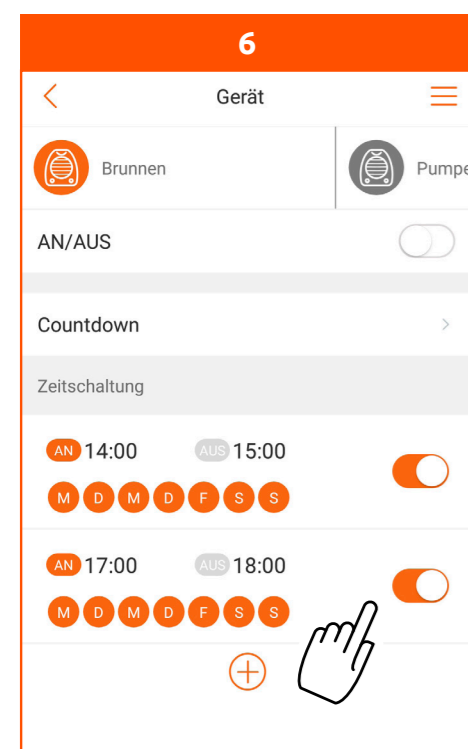 6
Gerät
Brunnen
Pumpe
AN/AUS
Countdown
Zeitschaltung
AN 14:00 AUS 15:00
M D M D F S S
AN 17:00 AUS 18:00
M D M D F S S